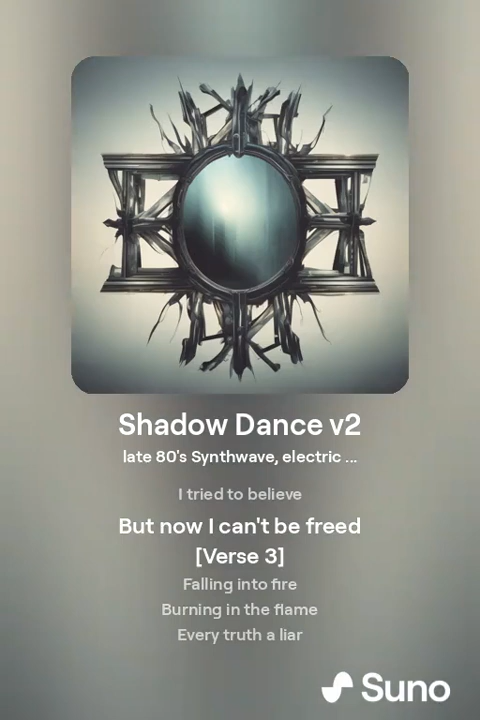 Shadow Dance v2
late 80's Synthwave, electric ...
I tried to believe
But now I can't be freed
[Verse 3]
Falling into fire
Burning in the flame
Every truth a liar
Suno